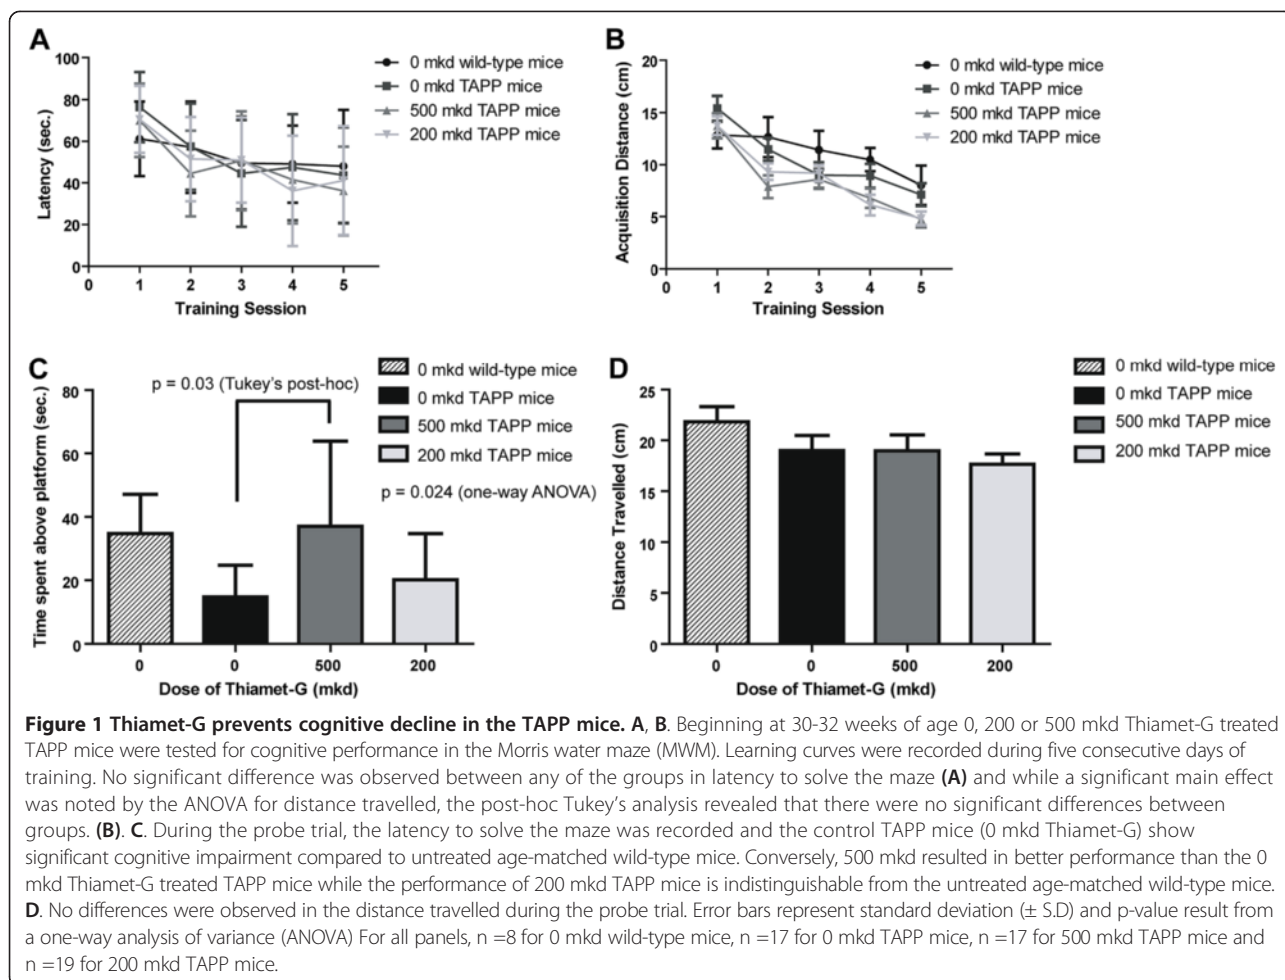 A
100
80
60
40
20
0
Latency (sec.)
0 1 2 3 4 5
Training Session
0 mkd wild-type mice
0 mkd TAPP mice
500 mkd TAPP mice
200 mkd TAPP mice
B
20
15
10
5
0
Acquisition Distance (cm)
0 1 2 3 4 5
Training Session
0 mkd wild-type mice
0 mkd TAPP mice
500 mkd TAPP mice
200 mkd TAPP mice
C
p = 0.03 (Tukey's post-hoc)
0 mkd wild-type mice
0 mkd TAPP mice
500 mkd TAPP mice
200 mkd TAPP mice
p = 0.024 (one-way ANOVA)
80
60
40
20
0
Time spent above platform (sec.)
0 0 500 200
Dose of Thiamet-G (mkd)
D
25
20
15
10
5
0
Distance Travelled (cm)
0 0 500 200
Dose of Thiamet-G (mkd)
0 mkd wild-type mice
0 mkd TAPP mice
500 mkd TAPP mice
200 mkd TAPP mice
Figure 1 Thiamet-G prevents cognitive decline in the TAPP mice. A, B. Beginning at 30-32 weeks of age 0, 200 or 500 mkd Thiamet-G treated
TAPP mice were tested for cognitive performance in the Morris water maze (MWM). Learning curves were recorded during five consecutive days of
training. No significant difference was observed between any of the groups in latency to solve the maze (A) and while a significant main effect
was noted by the ANOVA for distance travelled, the post-hoc Tukey's analysis revealed that there were no significant differences between
groups. (B). C. During the probe trial, the latency to solve the maze was recorded and the control TAPP mice (0 mkd Thiamet-G) show
significant cognitive impairment compared to untreated age-matched wild-type mice. Conversely, 500 mkd resulted in better performance than the 0
mkd Thiamet-G treated TAPP mice while the performance of 200 mkd TAPP mice is indistinguishable from the untreated age-matched wild-type mice.
D. No differences were observed in the distance travelled during the probe trial. Error bars represent standard deviation (± S.D) and p-value result from
a one-way analysis of variance (ANOVA) For all panels, n =8 for 0 mkd wild-type mice, n =17 for 0 mkd TAPP mice, n =17 for 500 mkd TAPP mice and
n =19 for 200 mkd TAPP mice.